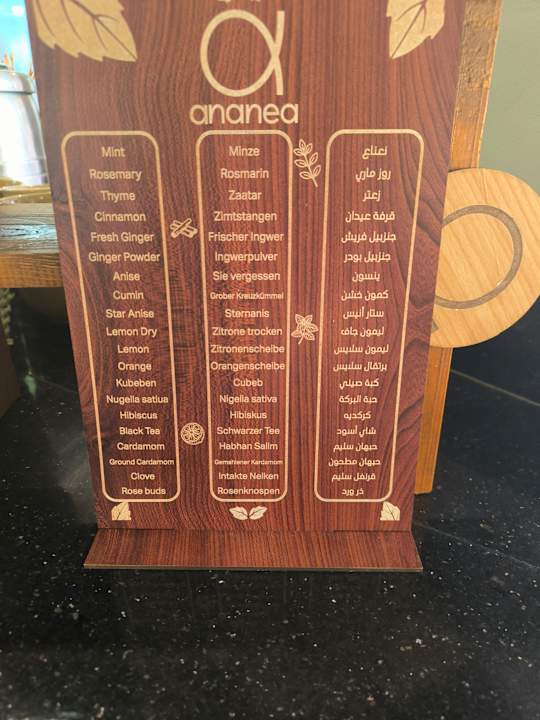 ananea
Mint
Rosemary
Thyme
Cinnamon
Fresh Ginger
Ginger Powder
Anise
Cumin
Star Anise
Lemon Dry
Lemon
Orange
Kubeben
Nugella satiua
Hibiscus
Black Tea
Cardamom
Ground Cardamom
Clove
Rose buds
Minze
Rosmarin
Zaatar
Zimtstangen
Frischer Ingwer
Ingwerpulver
Sie vergessen
Grober Kreuzkümmel
Sternanis
Zitrone trocken
Zitronenscheibe
Orangenscheibe
Cubeb
Nigella sativa
Hibiskus
Schwarzer Tee
Habhan Salim
Gemahlener Kardamom
Intakte Nelken
Rosenknospen
نعناع
روز ماري
زعتر
قرفة عيدان
جنزبيل فريش
جنزبيل بودر
ينسون
كمون خشن
ستار أنيس
ليمون جاف
ليمون سلايس
برتقال سلايس
كبة صيني
حبة البركة
كركديه
شاي أسود
حبهان سليم
حبهان مطحون
قرنفل سليم
زر ورد